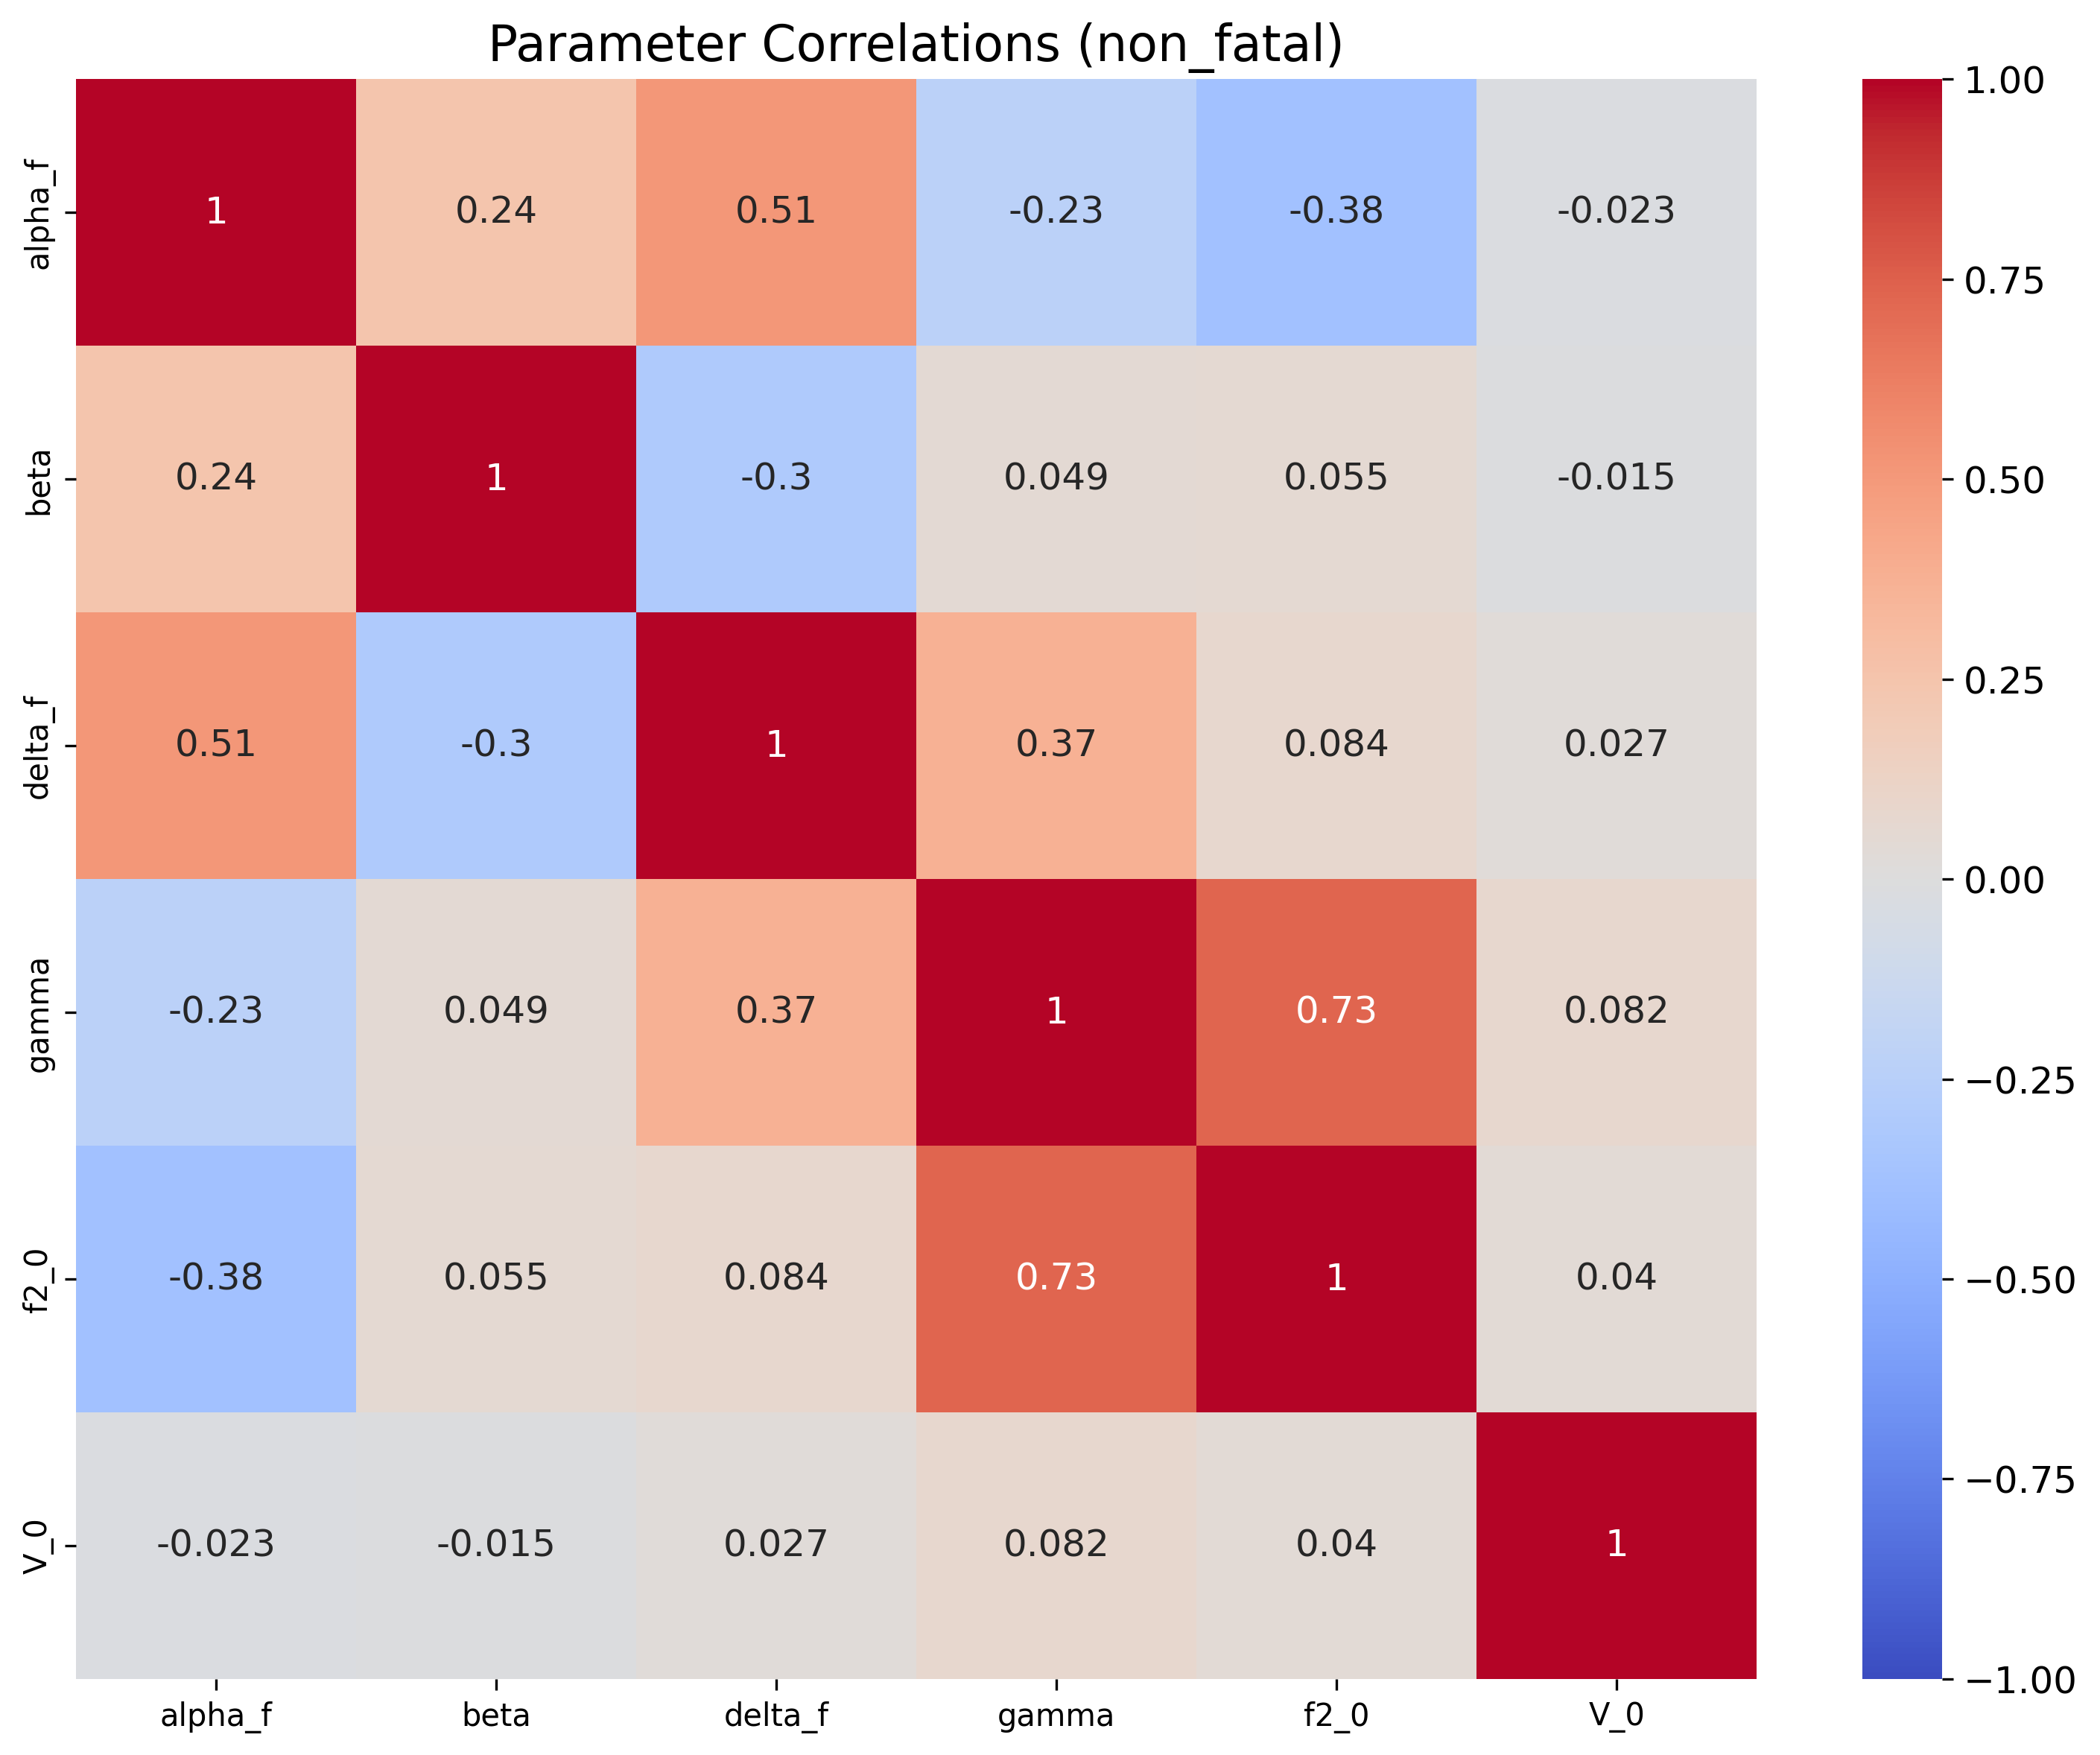 Parameter Correlations (non_fatal)
alpha_f 1 0.24 0.51 -0.23 -0.38 -0.023
beta 0.24 1 -0.3 0.049 0.055 -0.015
delta_f 0.51 -0.3 1 0.37 0.084 0.027
gamma -0.23 0.049 0.37 1 0.73 0.082
f2_0 -0.38 0.055 0.084 0.73 1 0.04
V_0 -0.023 -0.015 0.027 0.082 0.04 1
alpha_f beta delta_f gamma f2_0 V_0
1.00
0.75
0.50
0.25
0.00
−0.25
−0.50
−0.75
−1.00